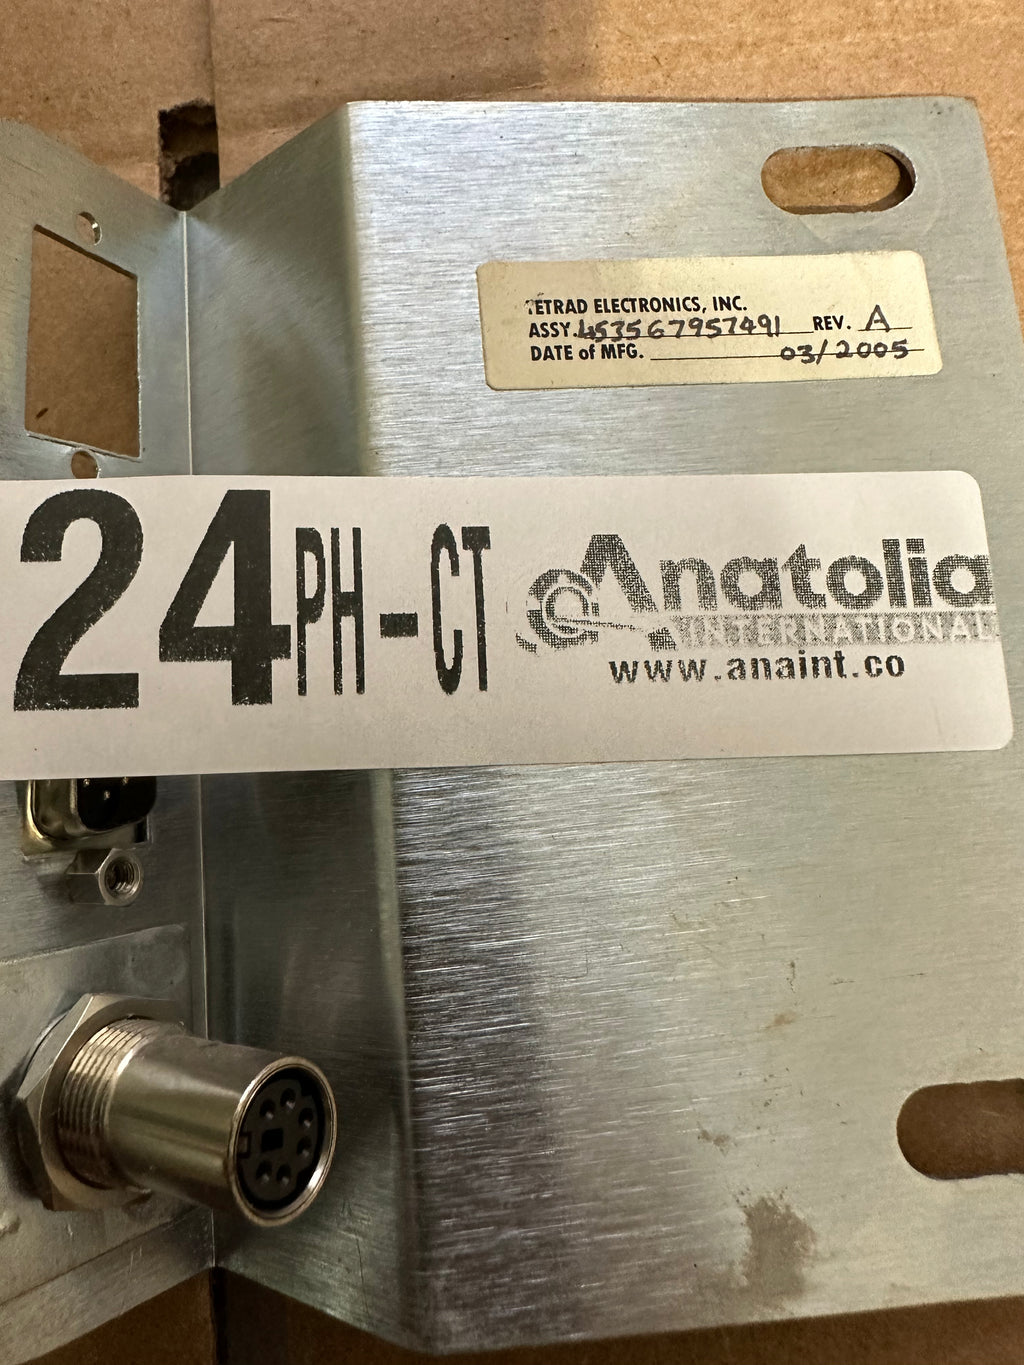 TETRAD ELECTRONICS, INC.
ASSY. 453567957491 REV. A
DATE of MFG. 03/2005
24PH-CT
Anatolia
INTERNATIONAL
www.anaint.co